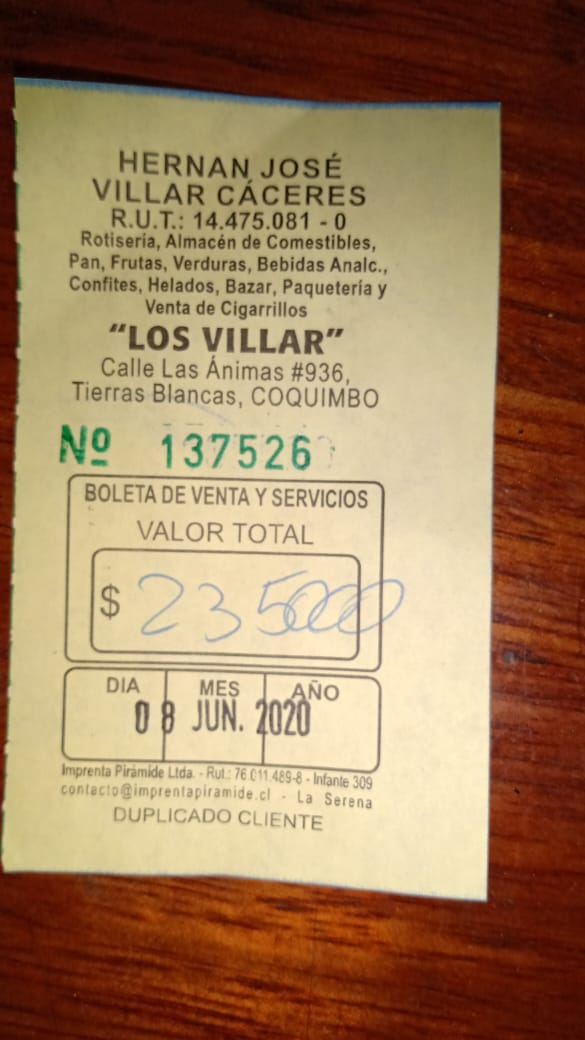 HERNAN JOSÉ
VILLAR CÁCERES
R.U.T.: 14.475.081 - 0
Rotisería, Almacén de Comestibles,
Pan, Frutas, Verduras, Bebidas Analc.,
Confites, Helados, Bazar, Paquetería y
Venta de Cigarrillos
"LOS VILLAR"
Calle Las Ánimas #936,
Tierras Blancas, COQUIMBO
Nº 137526
BOLETA DE VENTA Y SERVICIOS
VALOR TOTAL
$ 235000
DIA MES AÑO
08 JUN. 2020
Imprenta Pirámide Ltda. - Rut.: 76.011.489-8 - Infante 309
contacto@imprentapiramide.cl - La Serena
DUPLICADO CLIENTE